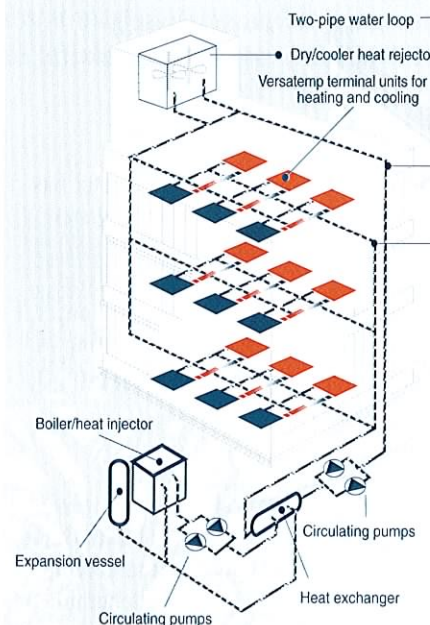 Two-pipe water loop
Dry/cooler heat rejecto
Versatemp terminal units for
heating and cooling
Boiler/heat injector
Circulating pumps
Expansion vessel
Heat exchanger
Circulating pumps